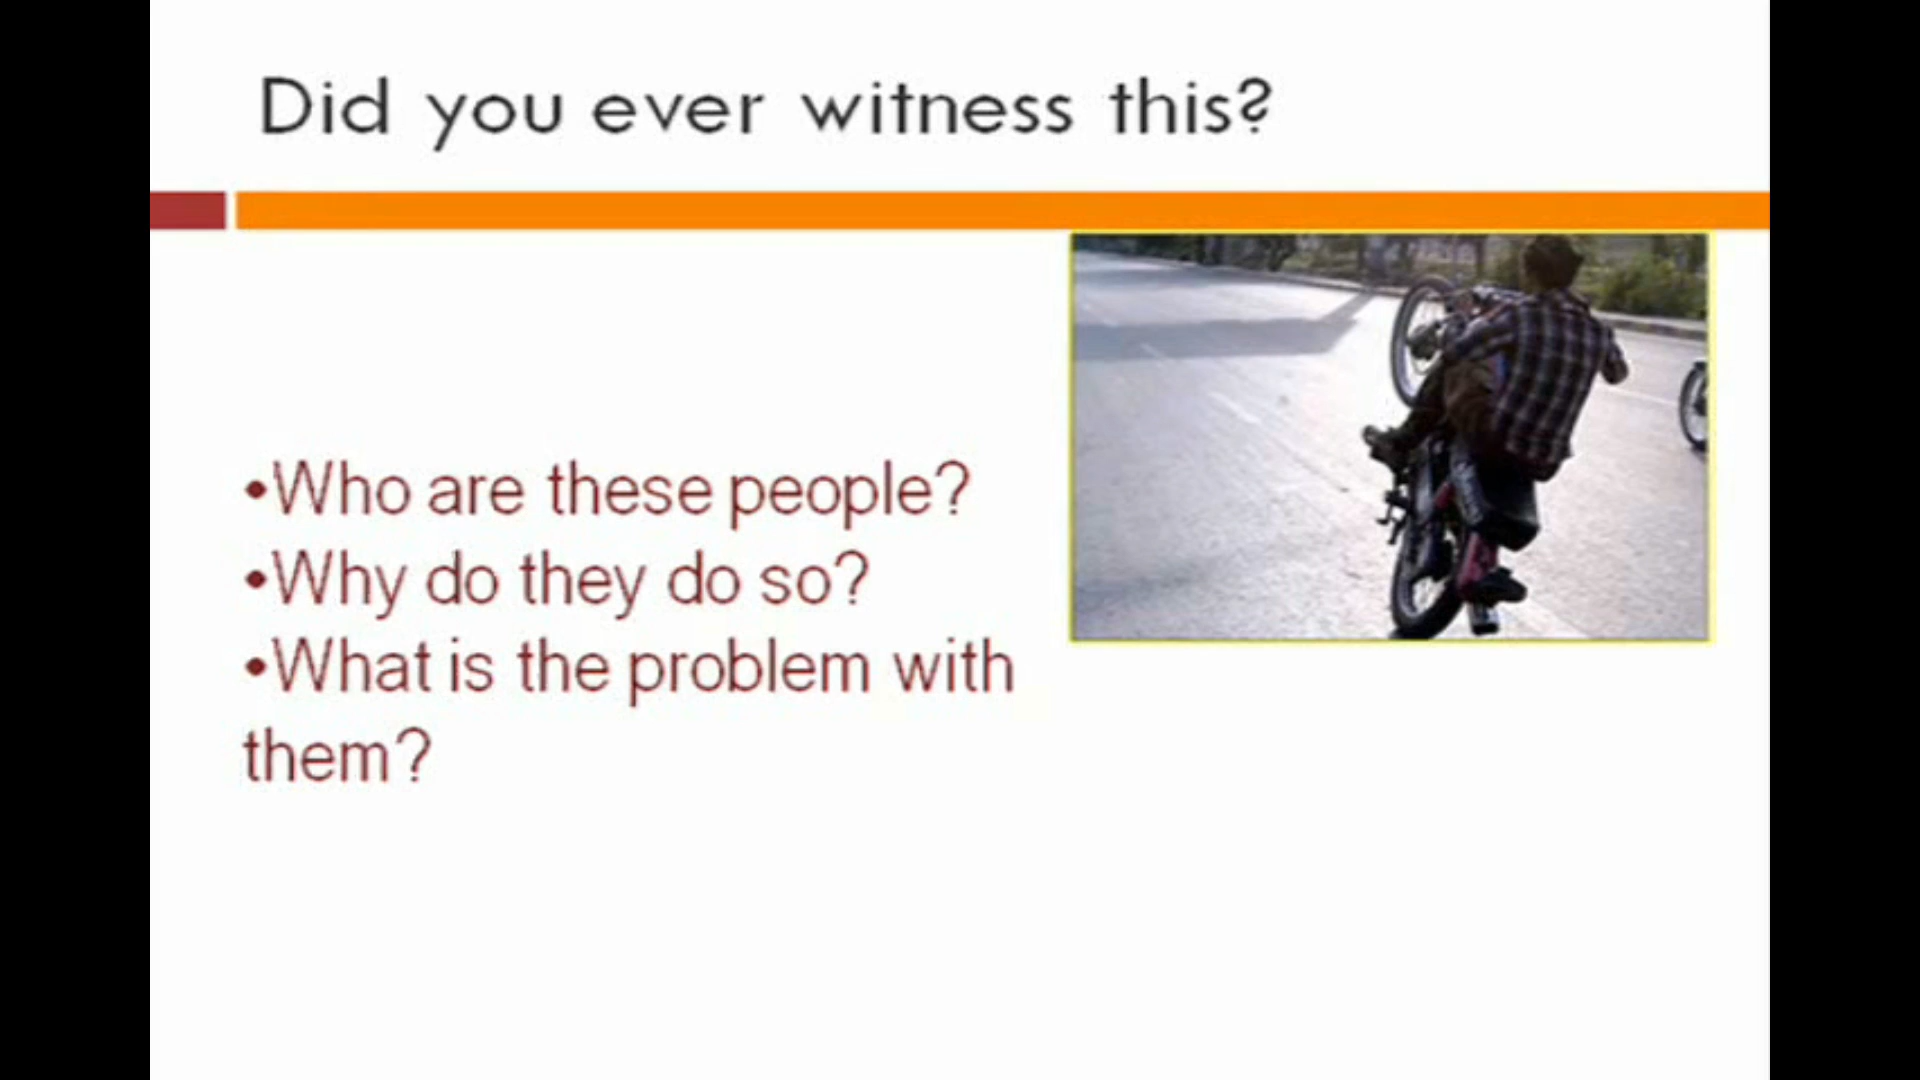 Did you ever witness this?
•Who are these people?
•Why do they do so?
•What is the problem with
them?